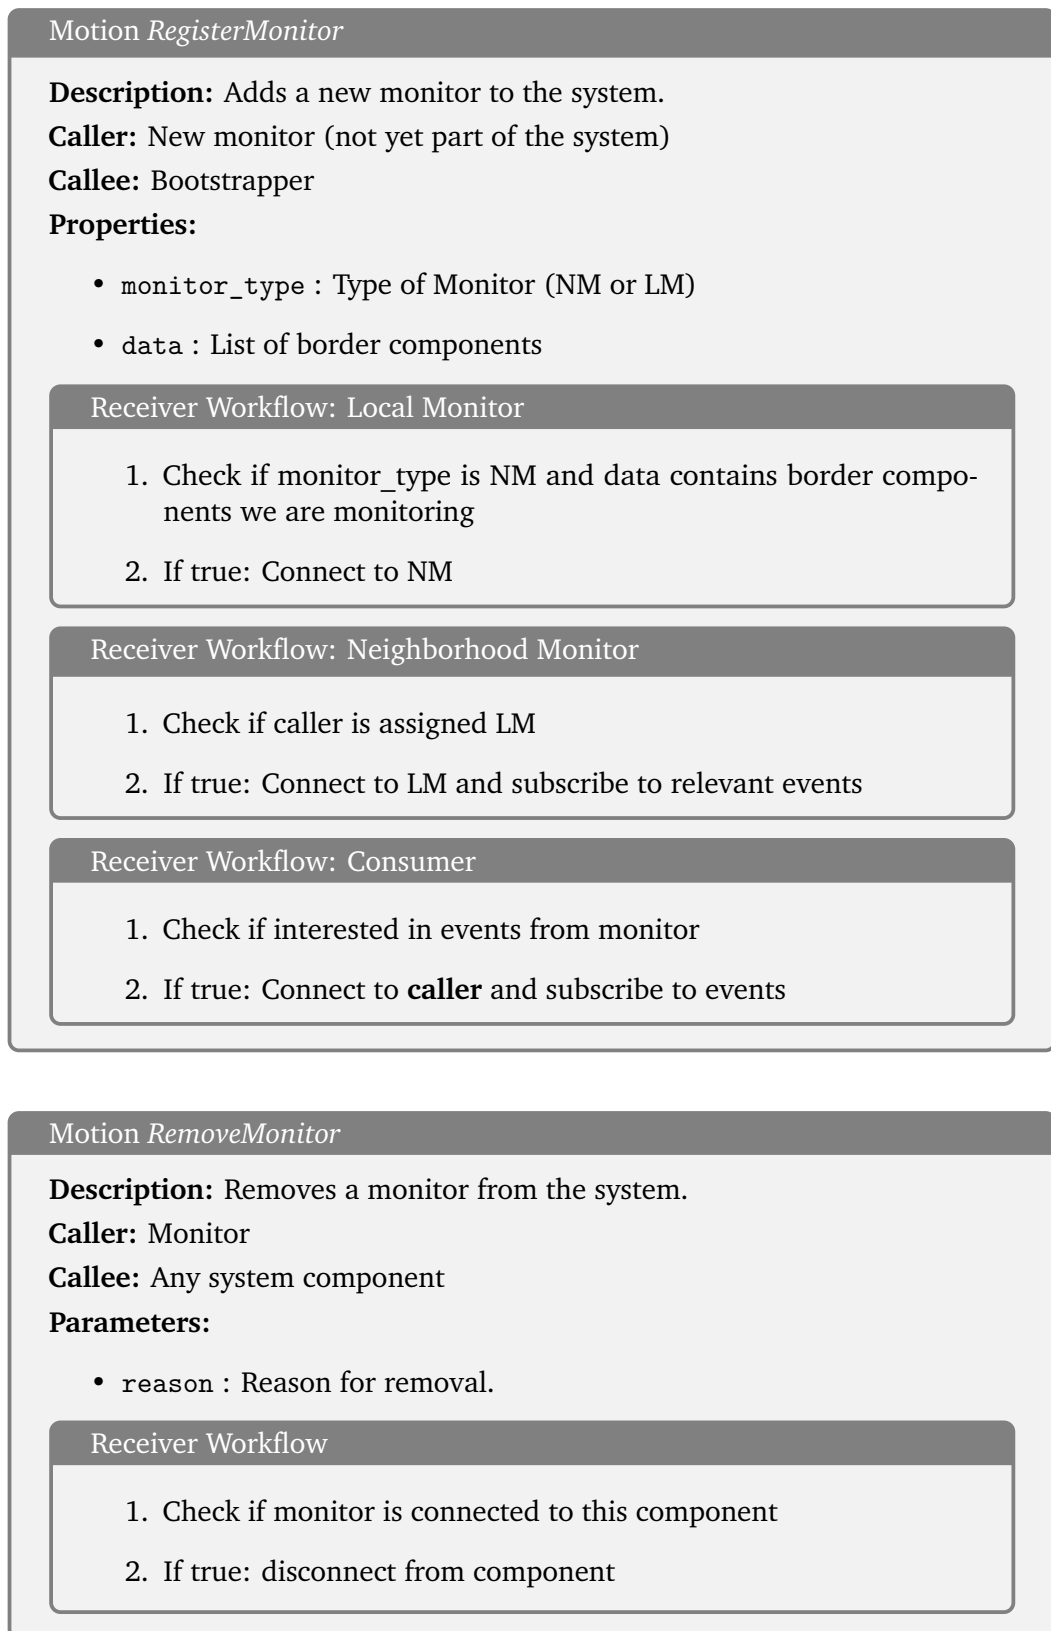 Motion RegisterMonitor
Description: Adds a new monitor to the system.
Caller: New monitor (not yet part of the system)
Callee: Bootstrapper
Properties:
• monitor_type : Type of Monitor (NM or LM)
• data : List of border components
Receiver Workflow: Local Monitor
1. Check if monitor_type is NM and data contains border compo-
nents we are monitoring
2. If true: Connect to NM
Receiver Workflow: Neighborhood Monitor
1. Check if caller is assigned LM
2. If true: Connect to LM and subscribe to relevant events
Receiver Workflow: Consumer
1. Check if interested in events from monitor
2. If true: Connect to caller and subscribe to events
Motion RemoveMonitor
Description: Removes a monitor from the system.
Caller: Monitor
Callee: Any system component
Parameters:
• reason : Reason for removal.
Receiver Workflow
1. Check if monitor is connected to this component
2. If true: disconnect from component